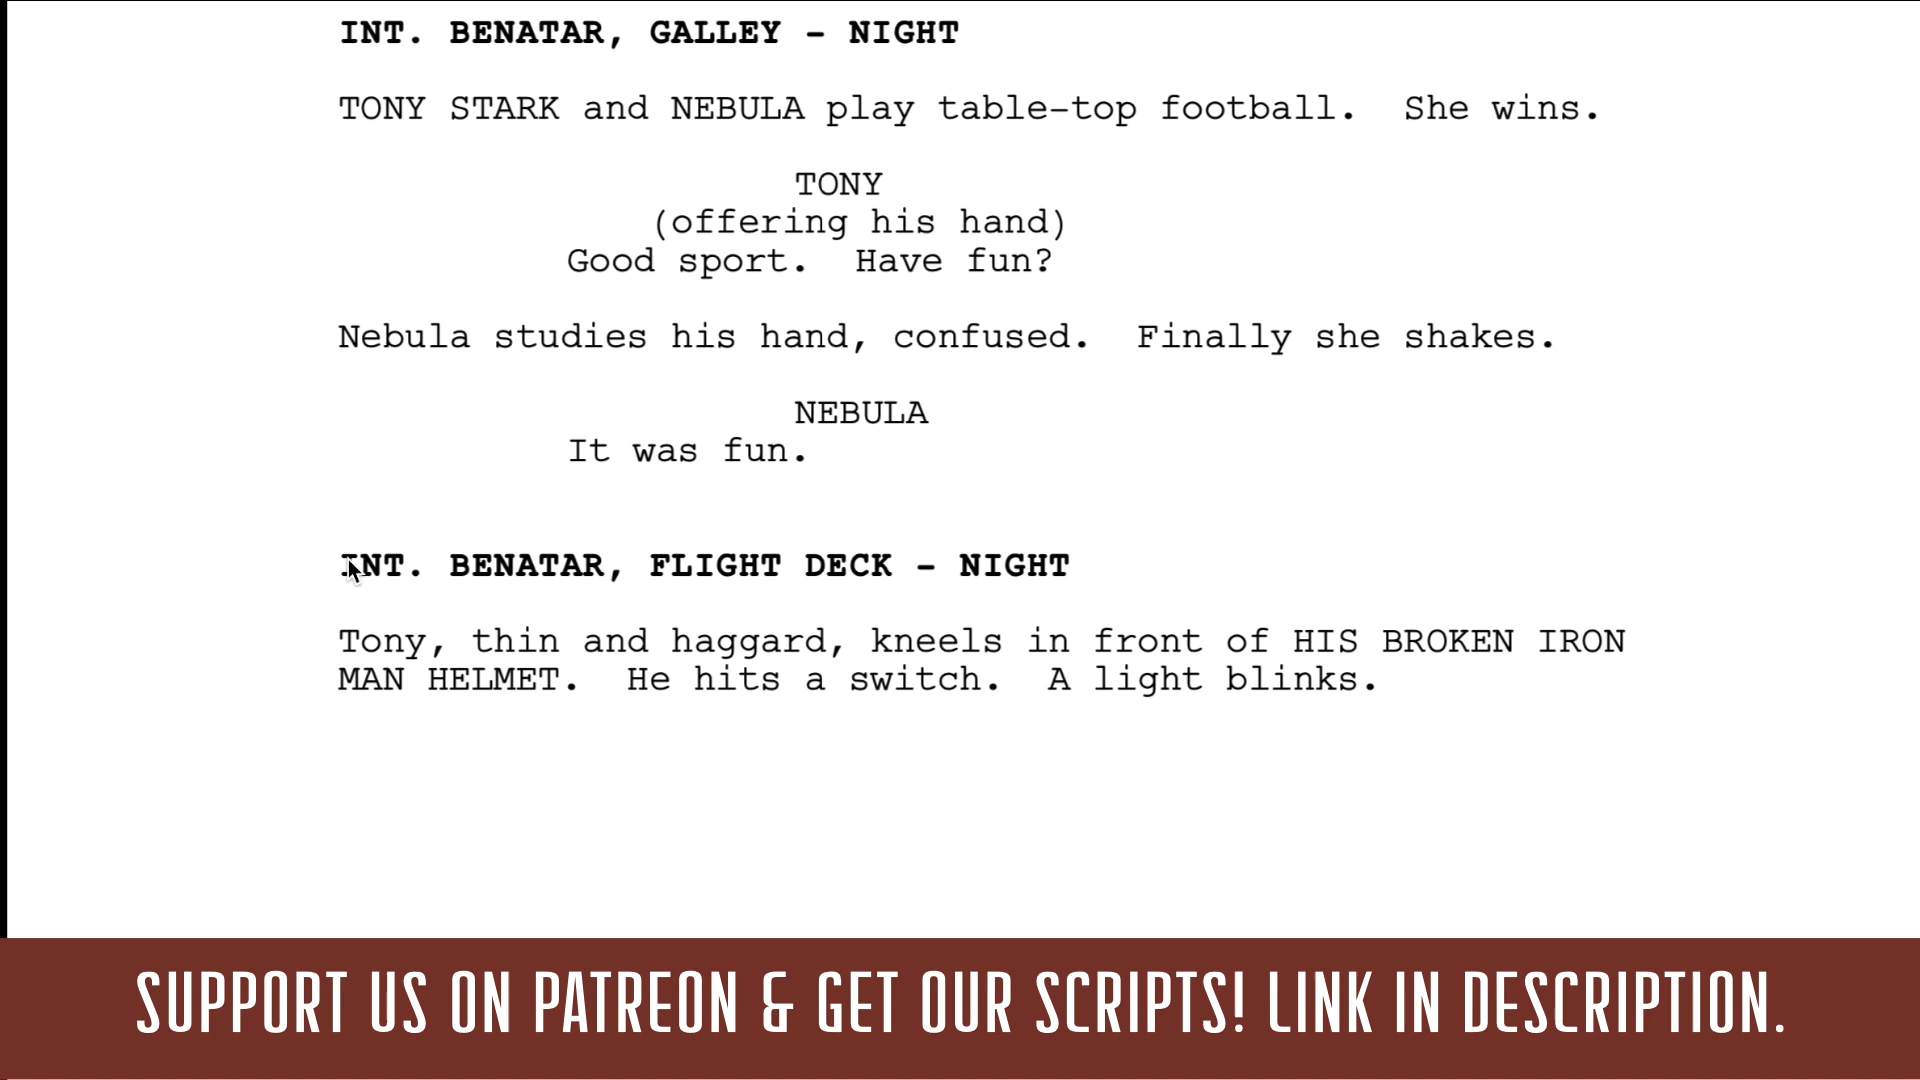 INT. BENATAR, GALLEY - NIGHT
TONY STARK and NEBULA play table-top football.  She wins.
TONY
(offering his hand)
Good sport.  Have fun?
Nebula studies his hand, confused.  Finally she shakes.
NEBULA
It was fun.
INT. BENATAR, FLIGHT DECK - NIGHT
Tony, thin and haggard, kneels in front of HIS BROKEN IRON
MAN HELMET.  He hits a switch.  A light blinks.
SUPPORT US ON PATREON & GET OUR SCRIPTS! LINK IN DESCRIPTION.